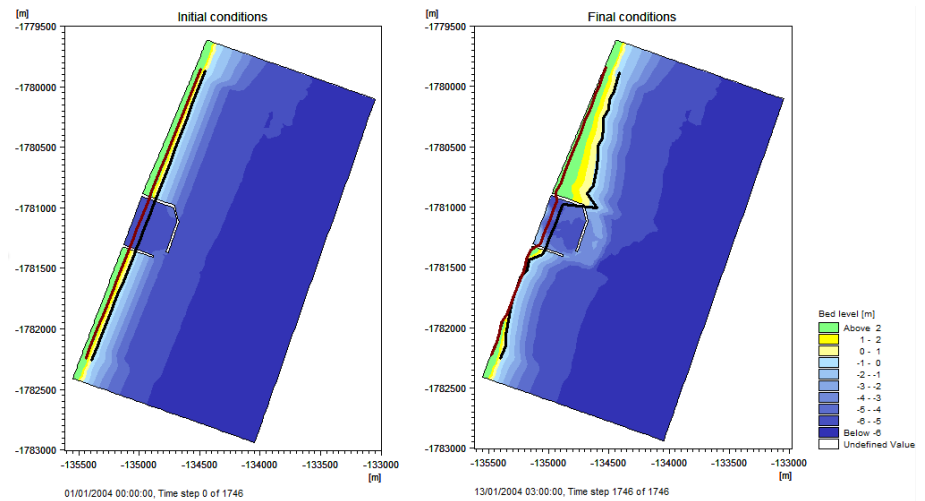 Initial conditions
[m]
-1779500
-1780000
-1780500
-1781000
-1781500
-1782000
-1782500
-1783000
-135500 -135000 -134500 -134000 -133500 -133000
[m]
01/01/2004 00:00:00, Time step 0 of 1746
Final conditions
[m]
-1779500
-1780000
-1780500
-1781000
-1781500
-1782000
-1782500
-1783000
-135500 -135000 -134500 -134000 -133500 -133000
[m]
13/01/2004 03:00:00, Time step 1746 of 1746
Bed level [m]
Above 2
1 - 2
0 - 1
-1 - 0
-2 - -1
-3 - -2
-4 - -3
-5 - -4
-6 - -5
Below -6
Undefined Value